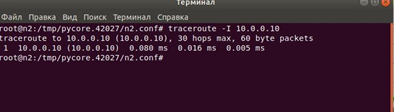 Терминал
Файл Правка Вид Поиск Терминал Справка
root@n2:/tmp/pycore.42027/n2.conf# traceroute -I 10.0.0.10
traceroute to 10.0.0.10 (10.0.0.10), 30 hops max, 60 byte packets
1 10.0.0.10 (10.0.0.10) 0.080 ms 0.016 ms 0.005 ms
root@n2:/tmp/pycore.42027/n2.conf#